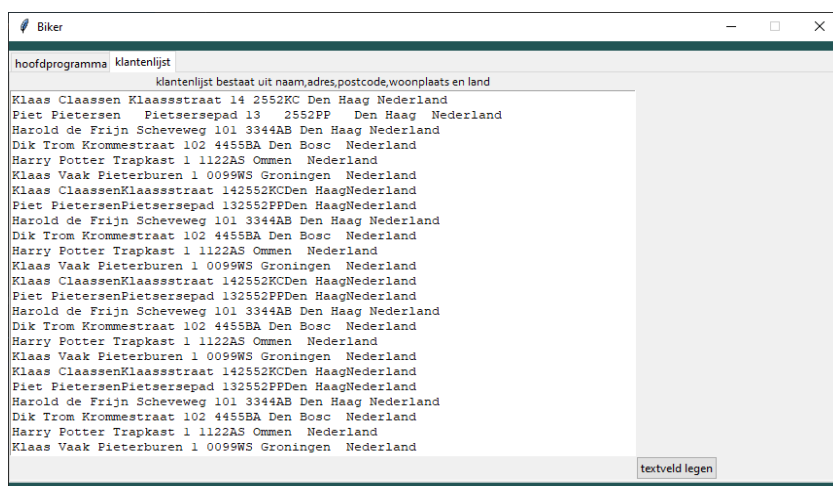 Biker
hoofdprogramma klantenlijst
klantenlijst bestaat uit naam,adres,postcode,woonplaats en land
Klaas Claassen Klaassstraat 14 2552KC Den Haag Nederland
Piet Pietersen   Pietsersepad 13   2552PP   Den Haag  Nederland
Harold de Frijn Scheveweg 101 3344AB Den Haag Nederland
Dik Trom Krommestraat 102 4455BA Den Bosc  Nederland
Harry Potter Trapkast 1 1122AS Ommen  Nederland
Klaas Vaak Pieterburen 1 0099WS Groningen  Nederland
Klaas ClaassenKlaassstraat 142552KCDen HaagNederland
Piet PietersenPietsersepad 132552PPDen HaagNederland
Harold de Frijn Scheveweg 101 3344AB Den Haag Nederland
Dik Trom Krommestraat 102 4455BA Den Bosc  Nederland
Harry Potter Trapkast 1 1122AS Ommen  Nederland
Klaas Vaak Pieterburen 1 0099WS Groningen  Nederland
Klaas ClaassenKlaassstraat 142552KCDen HaagNederland
Piet PietersenPietsersepad 132552PPDen HaagNederland
Harold de Frijn Scheveweg 101 3344AB Den Haag Nederland
Dik Trom Krommestraat 102 4455BA Den Bosc  Nederland
Harry Potter Trapkast 1 1122AS Ommen  Nederland
Klaas Vaak Pieterburen 1 0099WS Groningen  Nederland
Klaas ClaassenKlaassstraat 142552KCDen HaagNederland
Piet PietersenPietsersepad 132552PPDen HaagNederland
Harold de Frijn Scheveweg 101 3344AB Den Haag Nederland
Dik Trom Krommestraat 102 4455BA Den Bosc  Nederland
Harry Potter Trapkast 1 1122AS Ommen  Nederland
Klaas Vaak Pieterburen 1 0099WS Groningen  Nederland
textveld legen